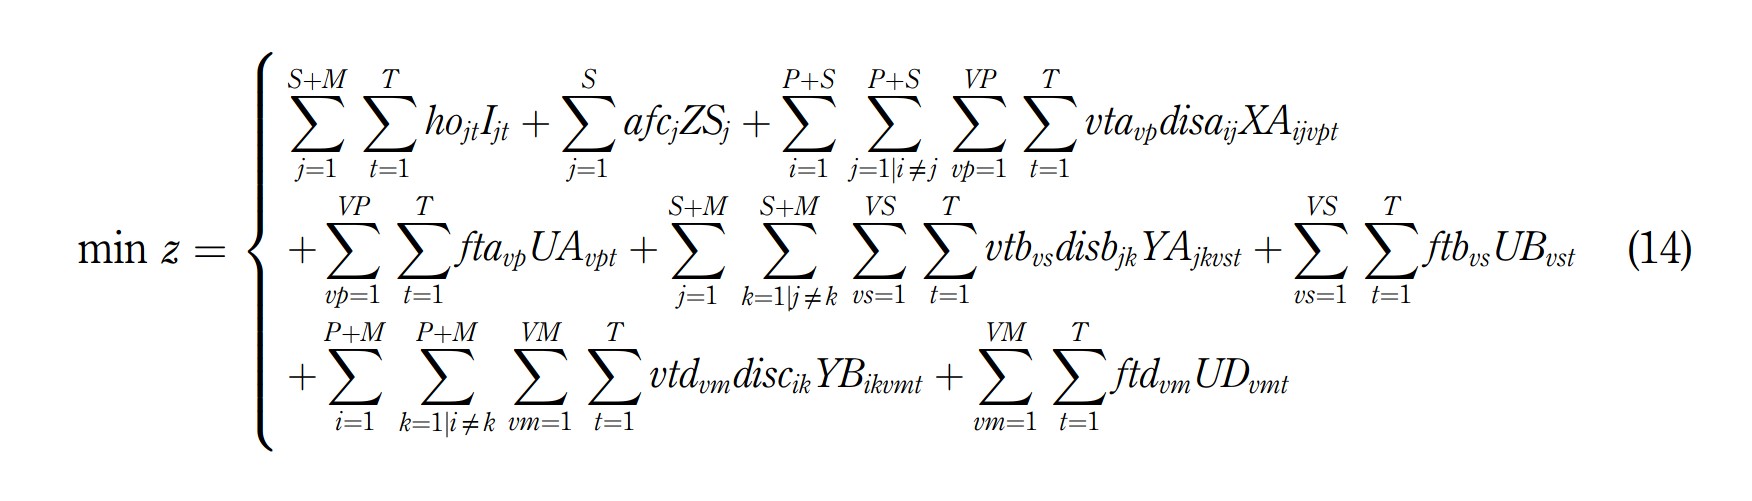 \sum_{j=1}^{S+M} \sum_{t=1}^{T} ho_{jt} I_{jt} + \sum_{j=1}^{S} afc_j ZS_j + \sum_{i=1}^{P+S} \sum_{j=1|i \neq j}^{P+S} \sum_{vp=1}^{VP} \sum_{t=1}^{T} vta_{vp} disa_{ij} XA_{ijvpt}
min z = { + \sum_{vp=1}^{VP} \sum_{t=1}^{T} fta_{vp} UA_{vpt} + \sum_{j=1}^{S+M} \sum_{k=1|j \neq k}^{S+M} \sum_{vs=1}^{VS} \sum_{t=1}^{T} vtb_{vs} disb_{jk} YA_{jkvst} + \sum_{vs=1}^{VS} \sum_{t=1}^{T} ftb_{vs} UB_{vst} (14)
+ \sum_{i=1}^{P+M} \sum_{k=1|i \neq k}^{P+M} \sum_{vm=1}^{VM} \sum_{t=1}^{T} vtd_{vm} disc_{ik} YB_{ikvmt} + \sum_{vm=1}^{VM} \sum_{t=1}^{T} ftd_{vm} UD_{vmt}